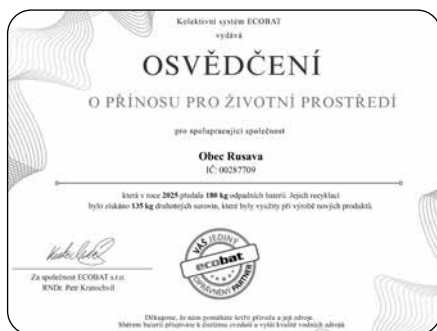 Kolektivní systém ECOBAT
vydává
OSVĚDČENÍ
O PŘÍNOSU PRO ŽIVOTNÍ PROSTŘEDÍ
pro spolupracující společnost
Obec Rusava
IČ: 00287709
která v roce 2025 předala 180 kg odpadních baterií. Jejich recyklací
bylo získáno 135 kg druhotných surovin, které byly využity při výrobě nových produktů.
VÁŠ JEDINÝ
ecobat
OPRÁVNĚNÝ PARTNER
Za společnost ECOBAT s.r.o.
RNDr. Petr Kratochvíl
Děkujeme, že nám pomáháte šetřit přírodu a její zdroje.
Sběrem baterií přispíváte k čistému ovzduší a vyšší kvalitě vodních zdrojů